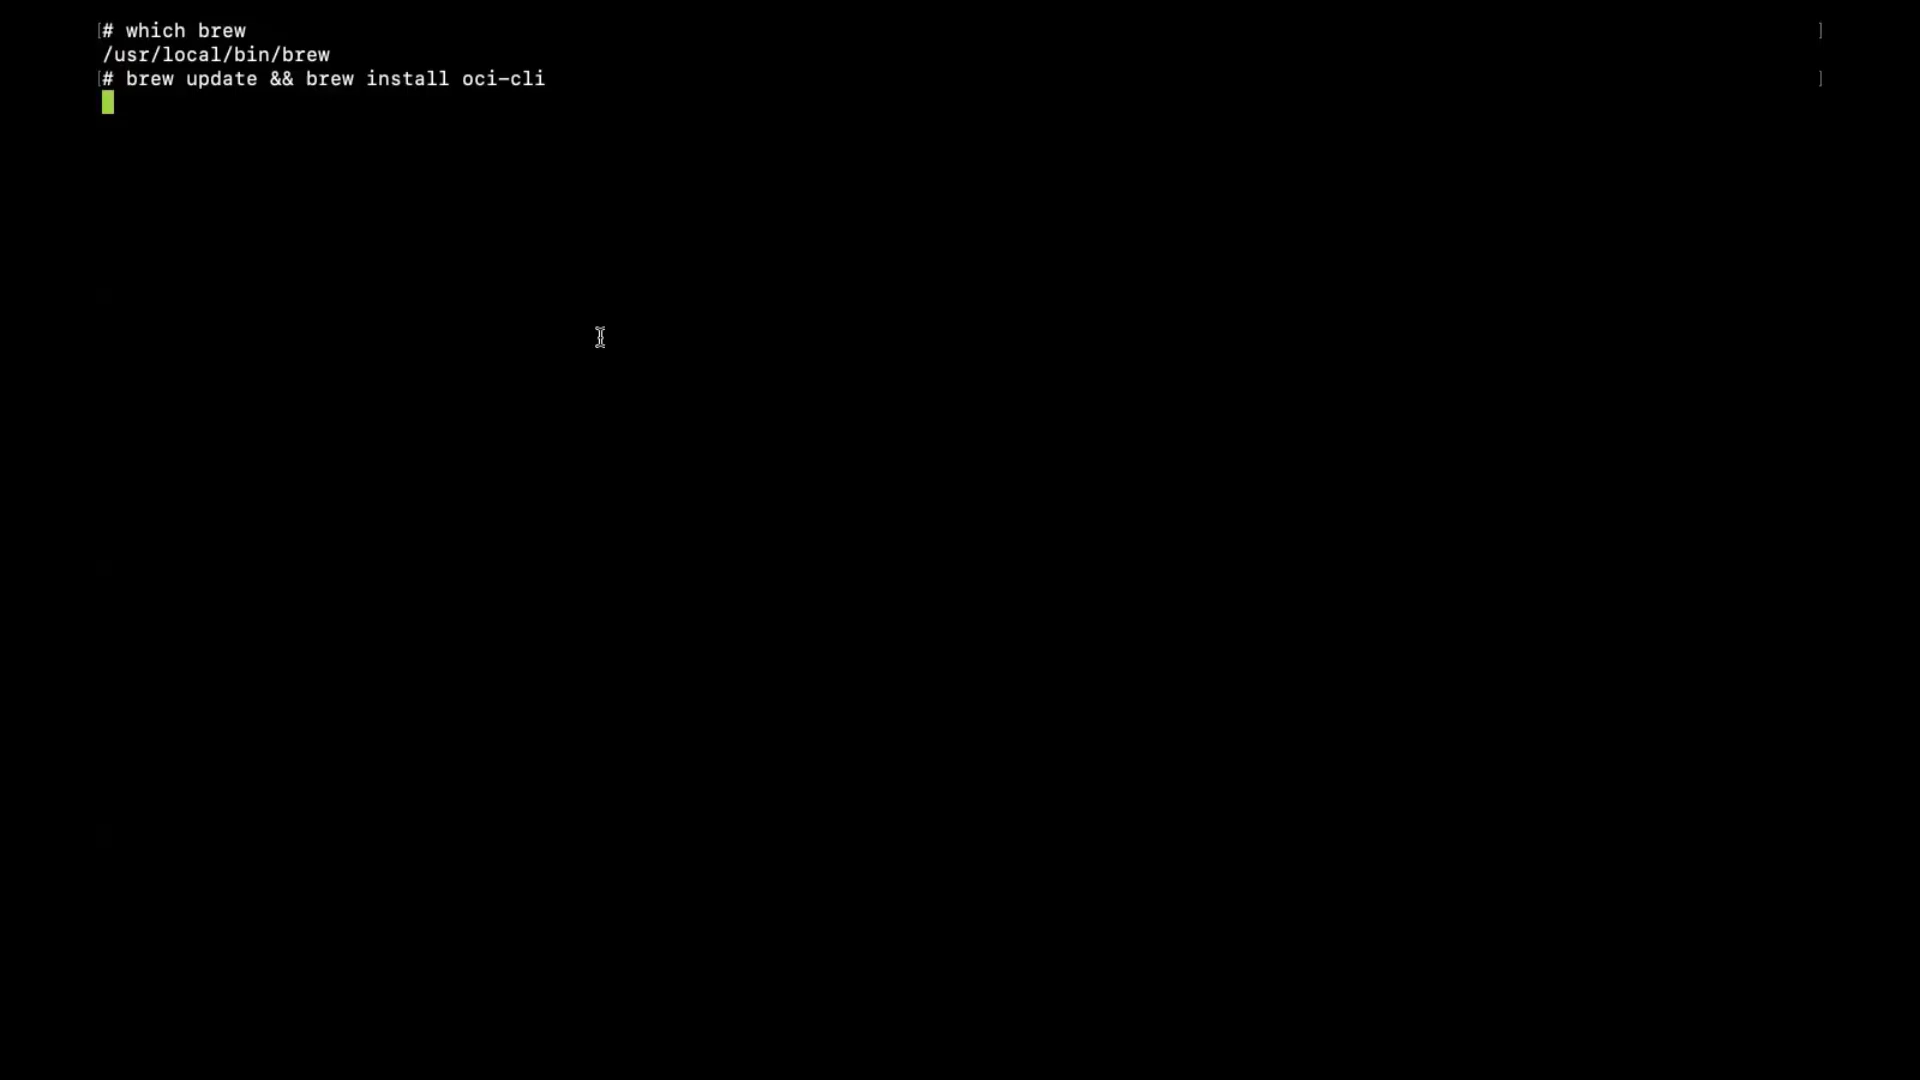 [# which brew ]
/usr/local/bin/brew
[# brew update && brew install oci-cli ]